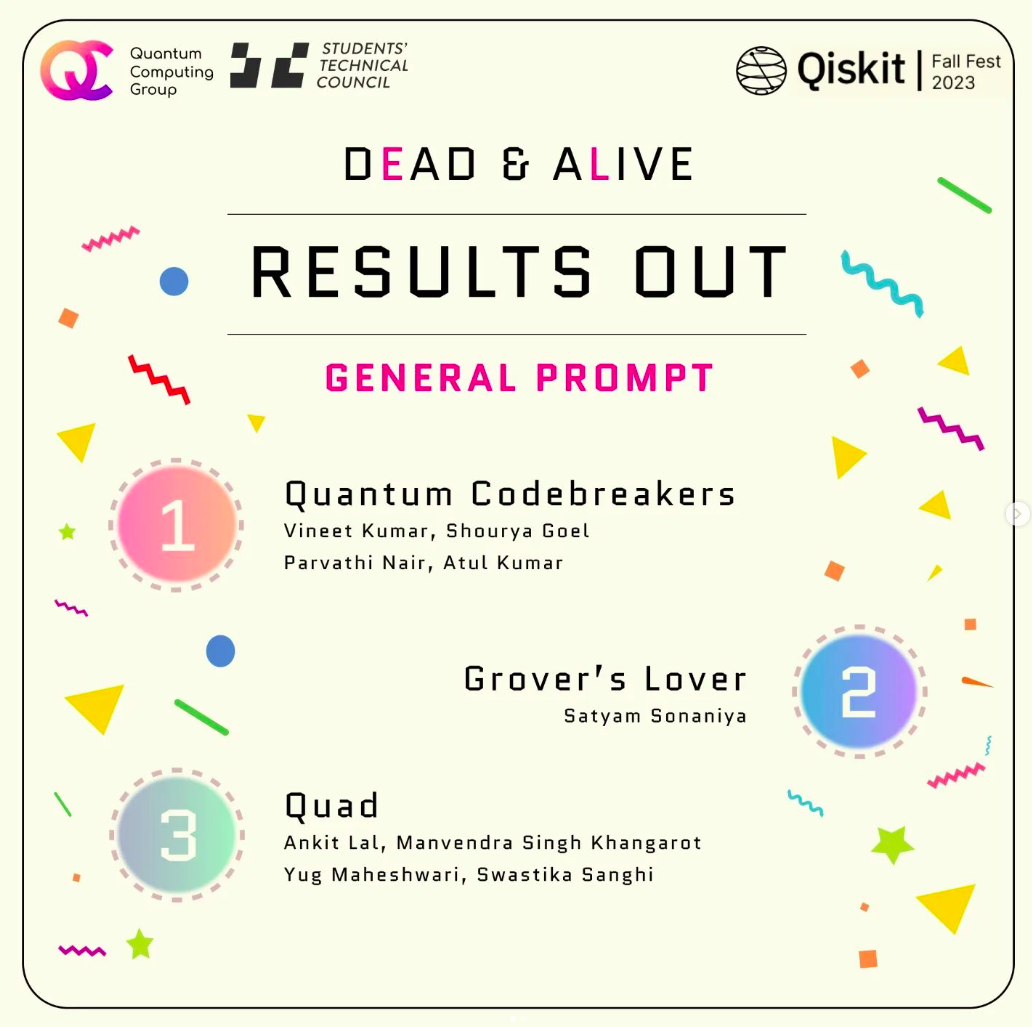 Quantum
Computing
Group
STUDENTS'
TECHNICAL
COUNCIL
Qiskit
Fall Fest
2023
DEAD & ALIVE
RESULTS OUT
GENERAL PROMPT
1
Quantum Codebreakers
Vineet Kumar, Shourya Goel
Parvathi Nair, Atul Kumar
2
Grover's Lover
Satyam Sonaniya
3
Quad
Ankit Lal, Manvendra Singh Khangarot
Yug Maheshwari, Swastika Sanghi